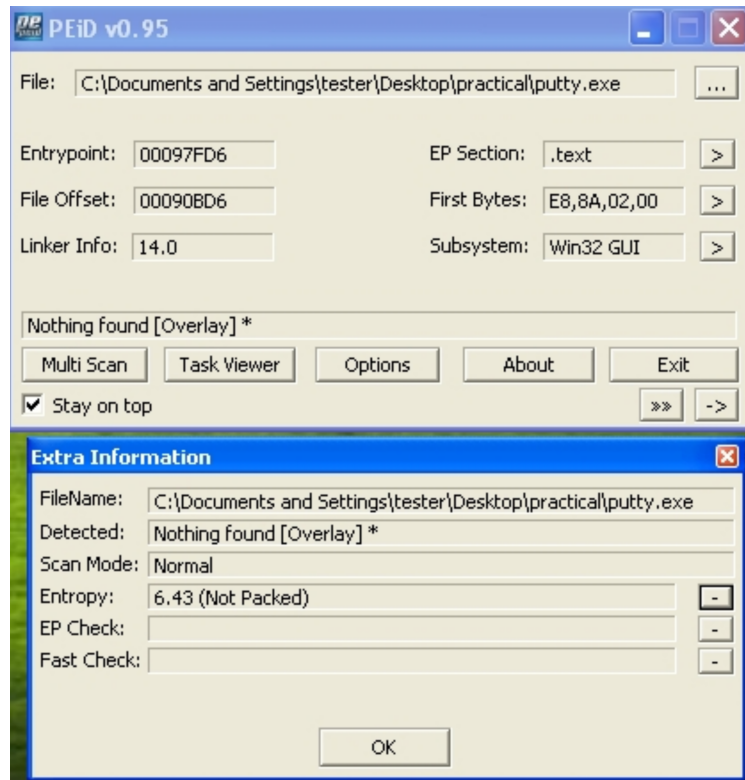 PEiD v0.95
File: C:\Documents and Settings\tester\Desktop\practical\putty.exe ...
Entrypoint: 00097FD6 EP Section: .text >
File Offset: 00090BD6 First Bytes: E8,8A,02,00 >
Linker Info: 14.0 Subsystem: Win32 GUI >
Nothing found [Overlay] *
Multi Scan Task Viewer Options About Exit
Stay on top »» ->
Extra Information
FileName: C:\Documents and Settings\tester\Desktop\practical\putty.exe
Detected: Nothing found [Overlay] *
Scan Mode: Normal
Entropy: 6.43 (Not Packed) -
EP Check: -
Fast Check: -
OK